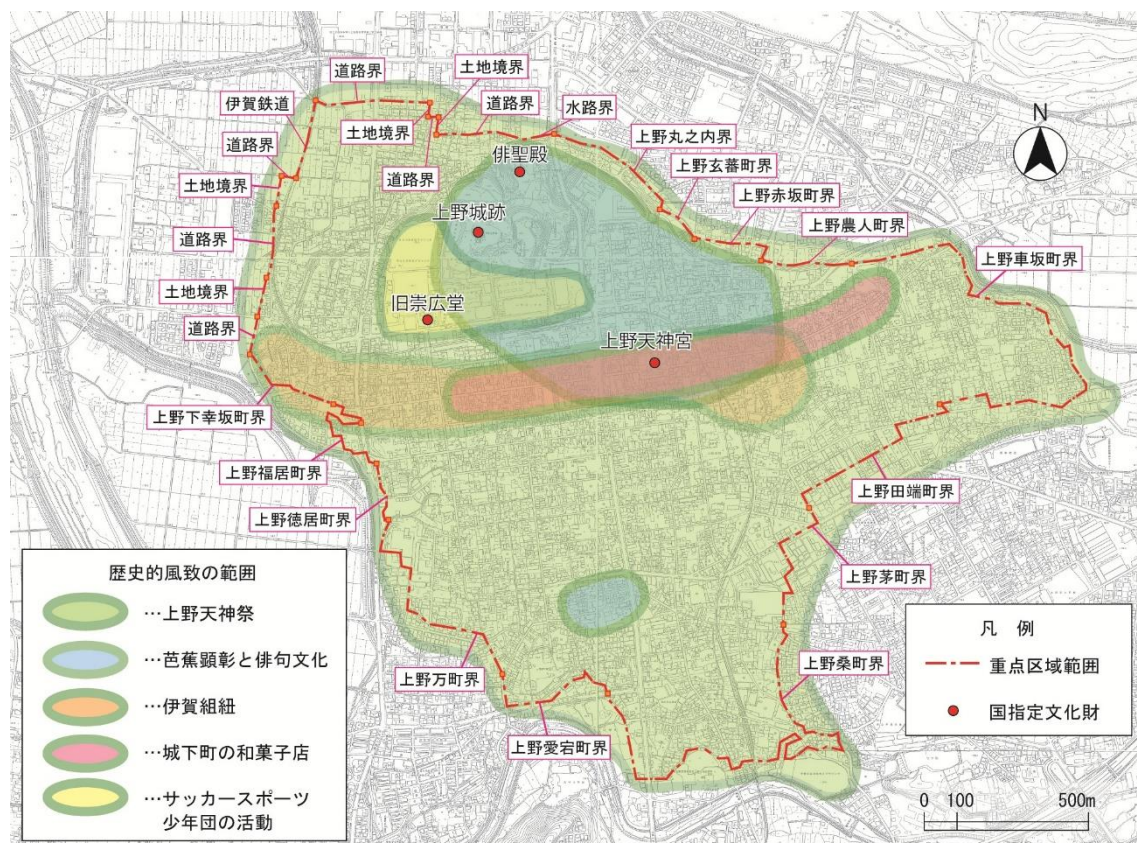 道路界
土地境界
伊賀鉄道
土地境界
道路界
水路界
道路界
道路界
土地境界
道路界
土地境界
道路界
上野丸之内界
上野玄蕃町界
上野赤坂町界
上野農人町界
上野車坂町界
俳聖殿
上野城跡
旧崇広堂
上野天神宮
上野下幸坂町界
上野福居町界
上野徳居町界
上野万町界
上野愛宕町界
上野田端町界
上野茅町界
上野桑町界
N
歴史的風致の範囲
…上野天神祭
…芭蕉顕彰と俳句文化
…伊賀組紐
…城下町の和菓子店
…サッカースポーツ
少年団の活動
凡 例
重点区域範囲
国指定文化財
0 100 500m